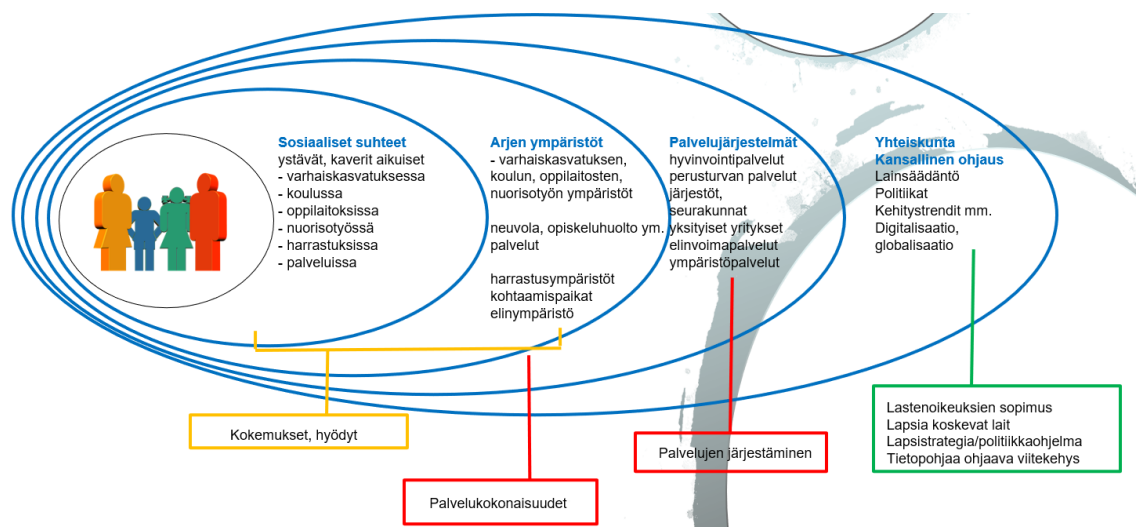 Sosiaaliset suhteet
ystävät, kaverit aikuiset
- varhaiskasvatuksessa
- koulussa
- oppilaitoksissa
- nuorisotyössä
- harrastuksissa
- palveluissa
Arjen ympäristöt
- varhaiskasvatuksen,
koulun, oppilaitosten,
nuorisotyön ympäristöt
neuvola, opiskeluhuolto ym.
palvelut
harrastusympäristöt
kohtaamispaikat
elinympäristö
Palvelujärjestelmät
hyvinvointipalvelut
perusturvan palvelut
järjestöt,
seurakunnat
yksityiset yritykset
elinvoimapalvelut
ympäristöpalvelut
Yhteiskunta
Kansallinen ohjaus
Lainsäädäntö
Politiikat
Kehitystrendit mm.
Digitalisaatio,
globalisaatio
Kokemukset, hyödyt
Palvelukokonaisuudet
Palvelujen järjestäminen
Lastenoikeuksien sopimus
Lapsia koskevat lait
Lapsistrategia/politiikkaohjelma
Tietopohjaa ohjaava viitekehys